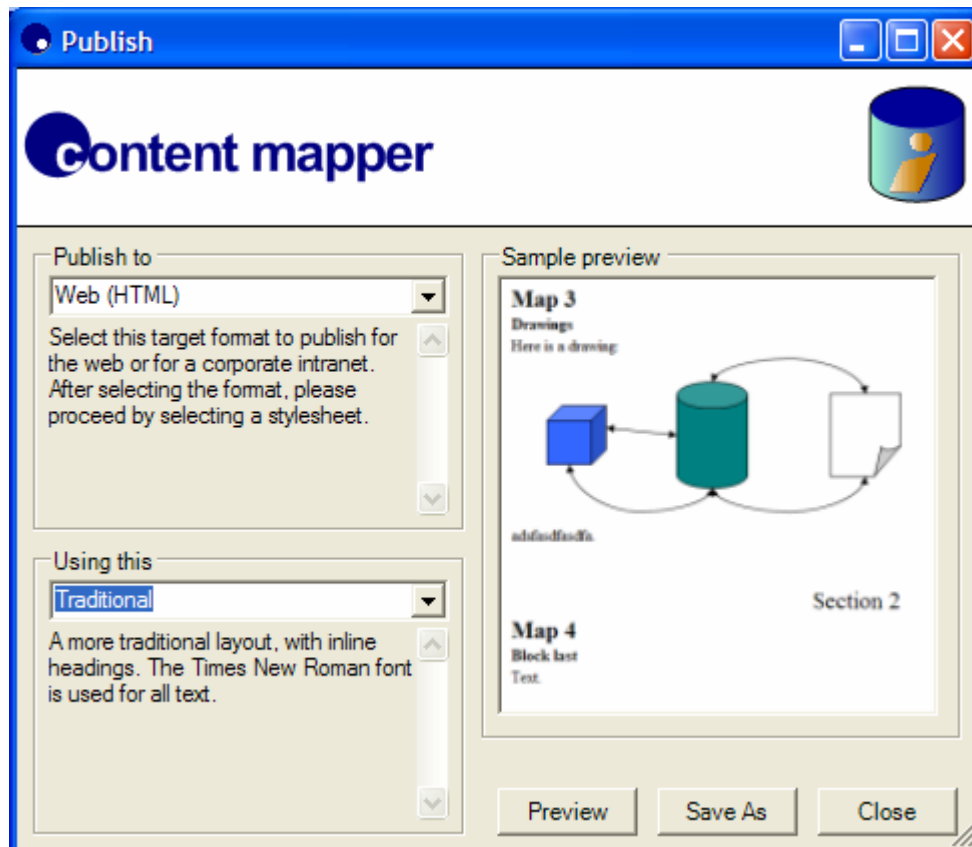 Publish
content mapper
Publish to
Web (HTML)
Select this target format to publish for
the web or for a corporate intranet.
After selecting the format, please
proceed by selecting a stylesheet.
Using this
Traditional
A more traditional layout, with inline
headings. The Times New Roman font
is used for all text.
Sample preview
Map 3
Drawings
Here is a drawing:
adsfasdfasdfa.
Section 2
Map 4
Block last
Text.
Preview
Save As
Close